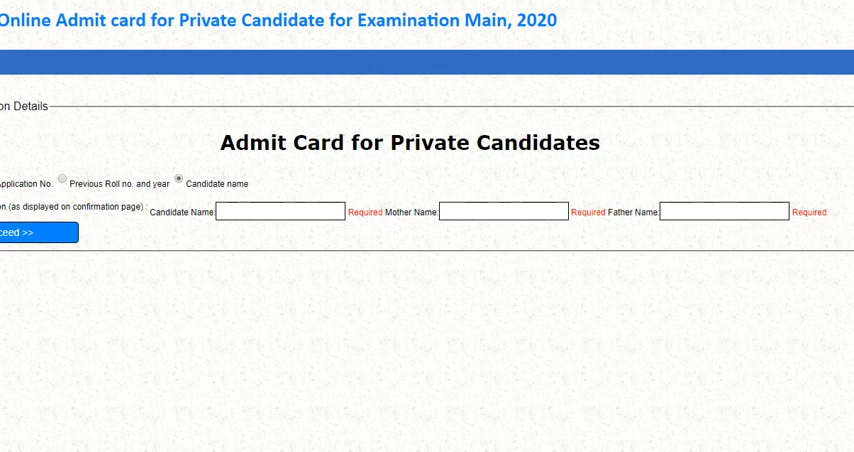 Online Admit card for Private Candidate for Examination Main, 2020
on Details
Admit Card for Private Candidates
Application No. Previous Roll no. and year Candidate name
on (as displayed on confirmation page) : Candidate Name: Required Mother Name: Required Father Name: Required
ceed >>